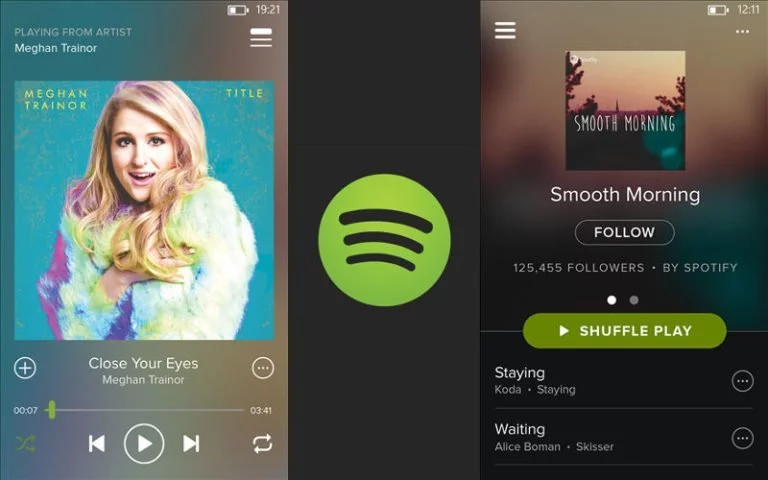 19:21
PLAYING FROM ARTIST
Meghan Trainor
MEGHAN
TRAINOR
TITLE
Close Your Eyes
Meghan Trainor
00:07
03:41
12:11
Spotify
SMOOTH MORNING
Smooth Morning
FOLLOW
125,455 FOLLOWERS • BY SPOTIFY
SHUFFLE PLAY
Staying
Koda • Staying
Waiting
Alice Boman • Skisser